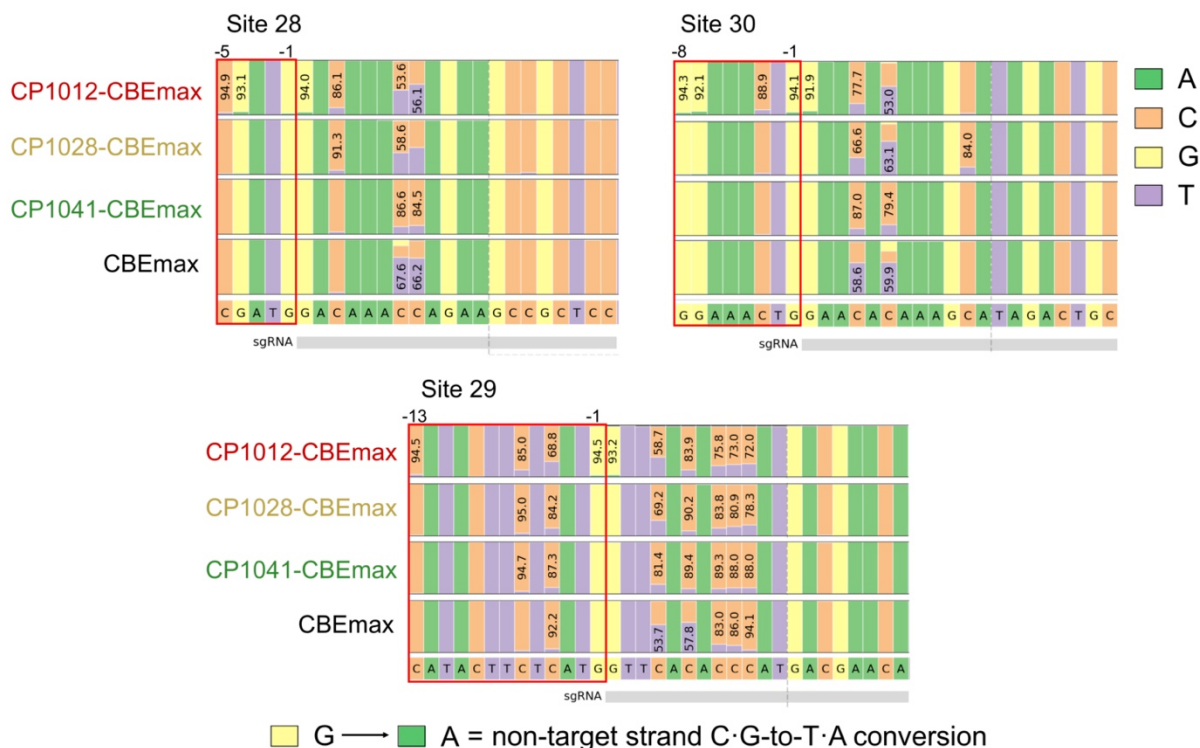 Site 28
-5 -1
CP1012-CBEmax
94.9 93.1 94.0 86.1 53.6 56.1
CP1028-CBEmax
91.3 58.6
CP1041-CBEmax
86.6 84.5
CBEmax
67.6 66.2
C G A T G G A C A A A C C A G A A G C C G C T C C
sgRNA
Site 30
-8 -1
94.3 92.1 88.9 94.1 91.9 77.7 53.0
66.6 63.1 84.0
87.0 79.4
58.6 59.9
G G A A A C T G G A A C A C A A A G C A T A G A C T G C
sgRNA
A
C
G
T
Site 29
-13 -1
CP1012-CBEmax
94.5 85.0 68.8 94.5 93.2 58.7 83.9 75.8 73.0 72.0
CP1028-CBEmax
95.0 84.2 69.2 90.2 83.8 80.9 78.3
CP1041-CBEmax
94.7 87.3 81.4 89.4 89.3 88.0 88.0
CBEmax
92.2 53.7 57.8 83.0 86.0 94.1
C A T A C T T C T C A T G G T T C A C A C C C A T G A C G A A C A
sgRNA
G → A = non-target strand C·G-to-T·A conversion